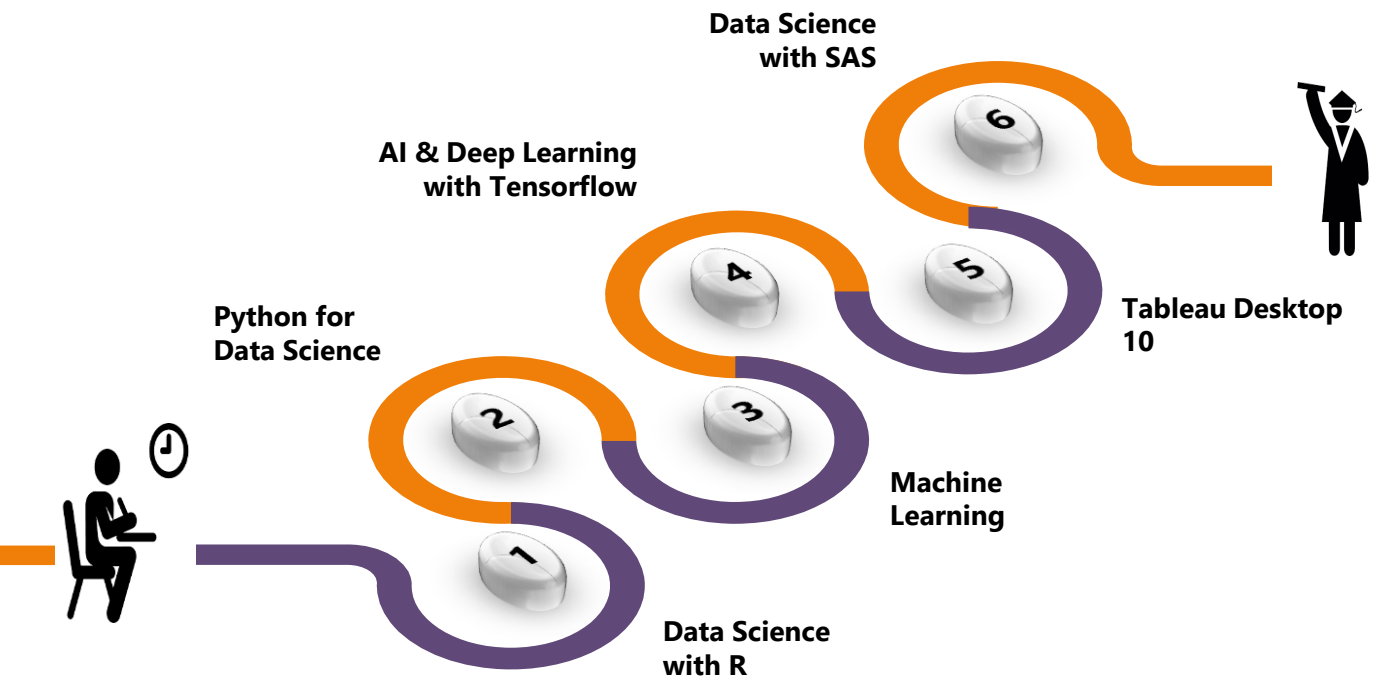 Data Science
with SAS
6
AI & Deep Learning
with Tensorflow
4
5
Tableau Desktop
10
Python for
Data Science
2
3
Machine
Learning
1
Data Science
with R